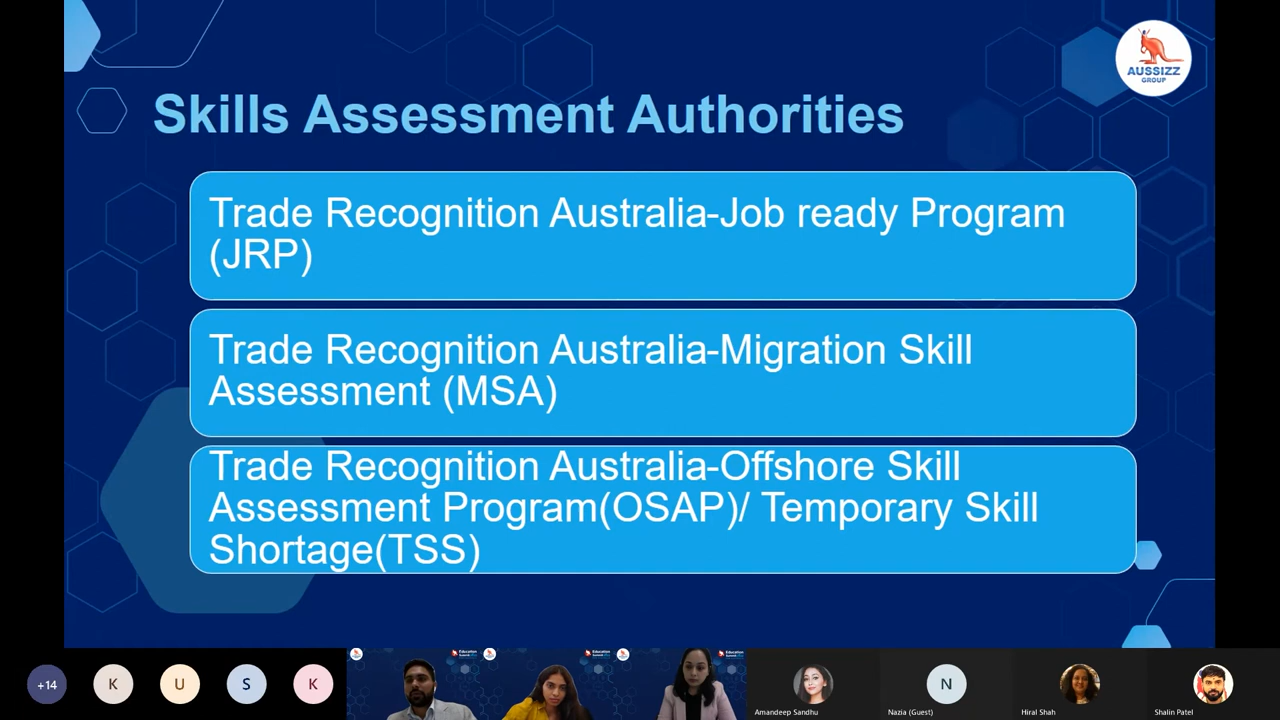 AUSSIZZ
GROUP
Skills Assessment Authorities
Trade Recognition Australia-Job ready Program
(JRP)
Trade Recognition Australia-Migration Skill
Assessment (MSA)
Trade Recognition Australia-Offshore Skill
Assessment Program(OSAP)/ Temporary Skill
Shortage(TSS)
+14
K
U
S
K
N
Amandeep Sandhu
Nazia (Guest)
Hiral Shah
Shalin Patel